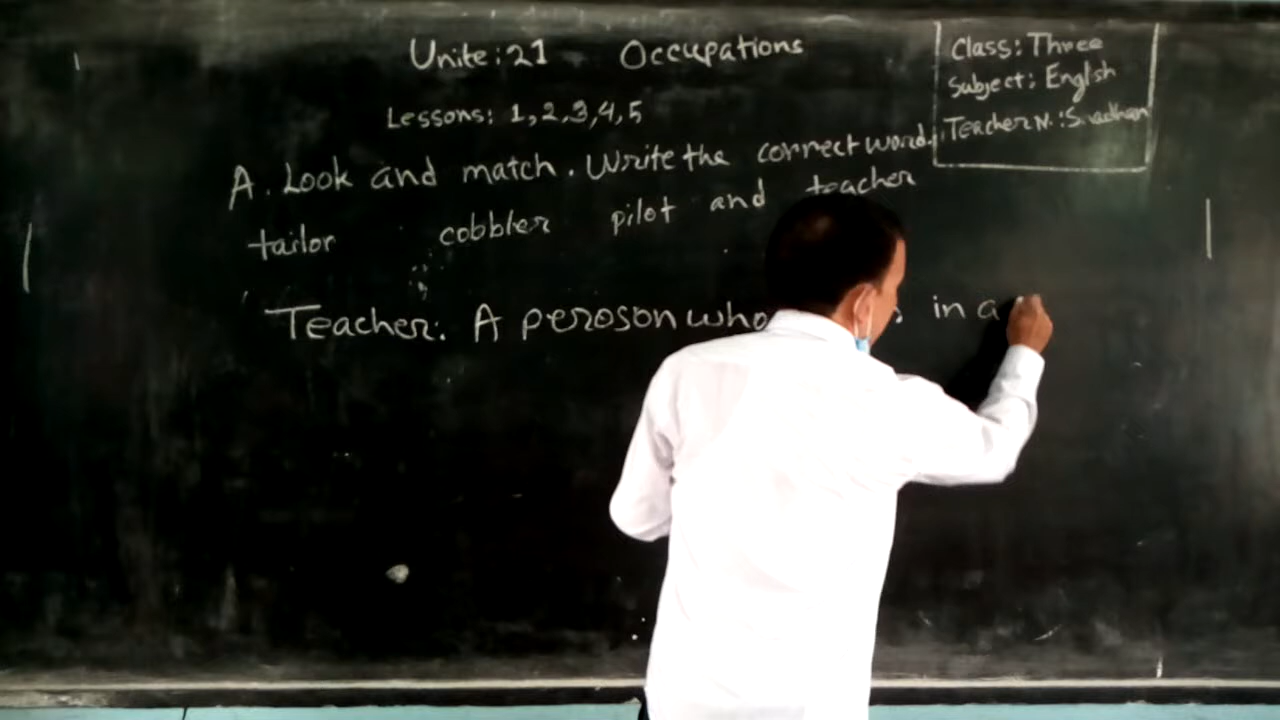 Unite: 21 Occupations
Class: Three
Subject: English
Teacher N.:
Lessons: 1,2,3,4,5
A. Look and match. Write the correct word.
tailor cobbler pilot and teacher
Teacher: A peroson who in a